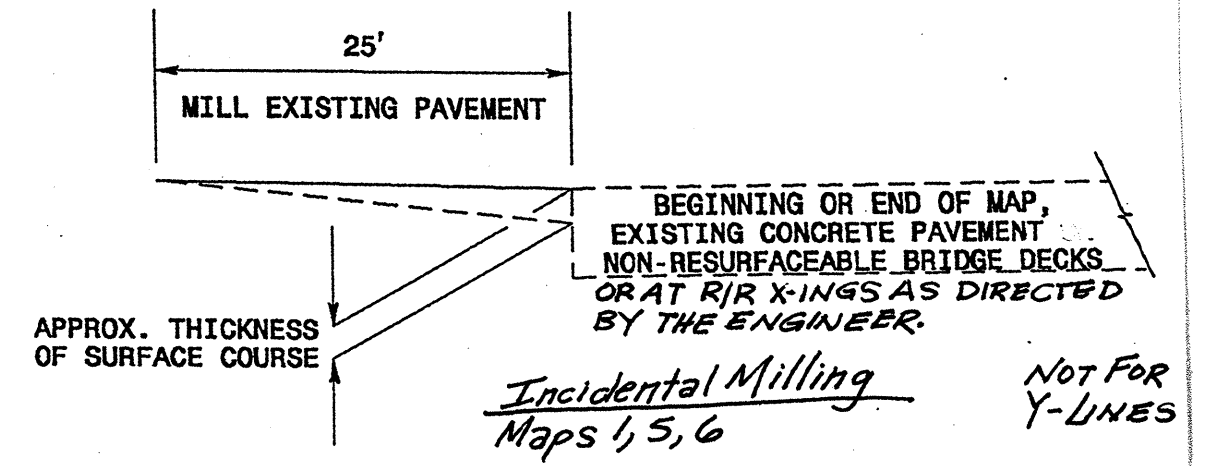 25'
MILL EXISTING PAVEMENT
BEGINNING OR END OF MAP,
EXISTING CONCRETE PAVEMENT
NON-RESURFACEABLE BRIDGE DECKS
OR AT R/R X-INGS AS DIRECTED
BY THE ENGINEER.
APPROX. THICKNESS
OF SURFACE COURSE
Incidental Milling
Maps 1, 5, 6
NOT FOR
Y-LINES